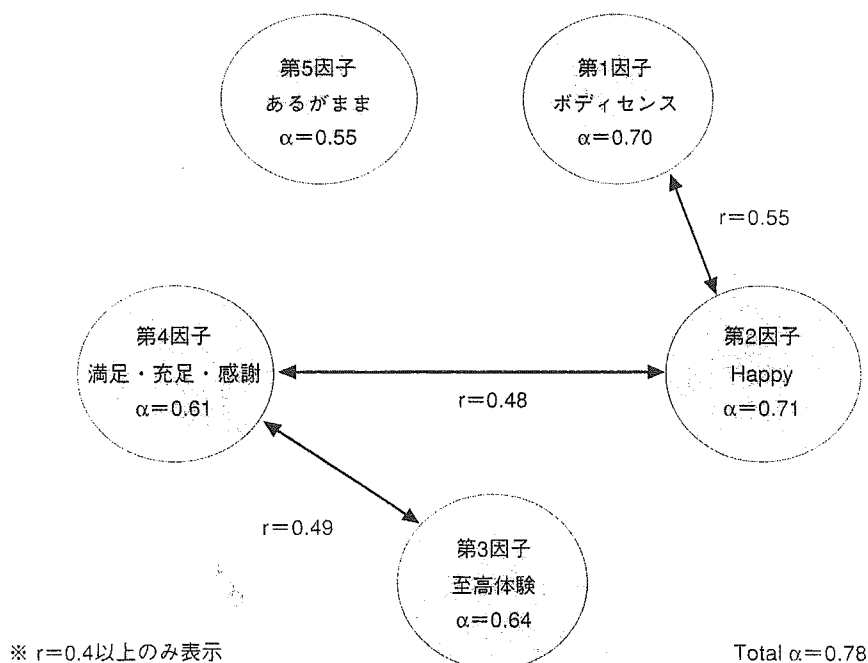 第5因子
あるがまま
α=0.55
第1因子
ボディセンス
α=0.70
r=0.55
第4因子
満足・充足・感謝
α=0.61
第2因子
Happy
α=0.71
r=0.48
r=0.49
第3因子
至高体験
α=0.64
※ r=0.4以上のみ表示
Total α=0.78